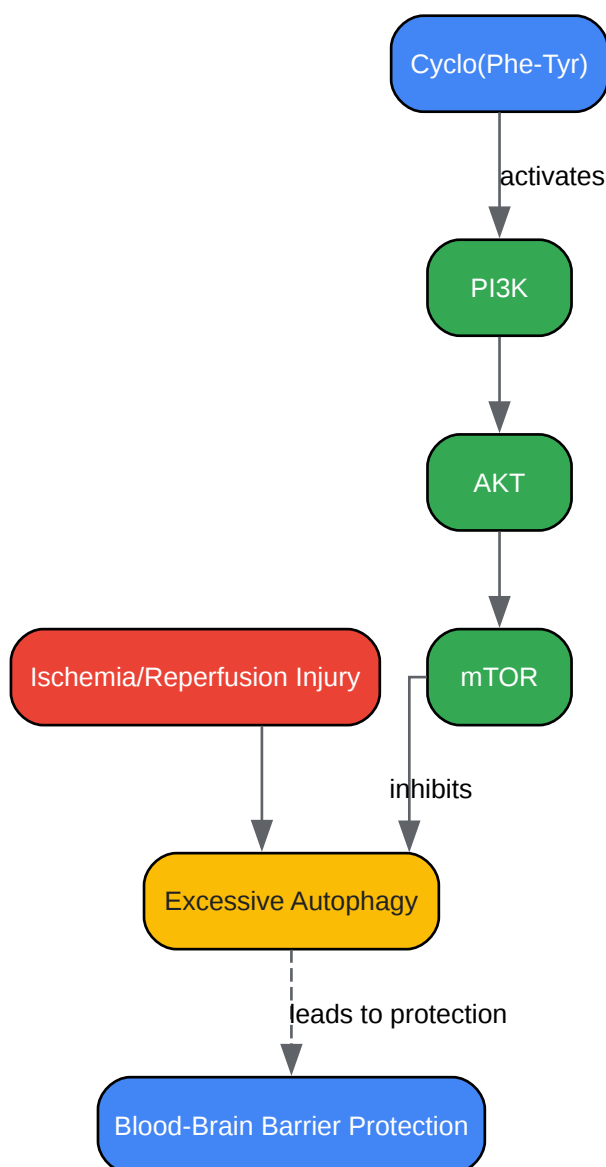 Cyclo(Phe-Tyr)
activates
PI3K
AKT
Ischemia/Reperfusion Injury
mTOR
inhibits
Excessive Autophagy
leads to protection
Blood-Brain Barrier Protection